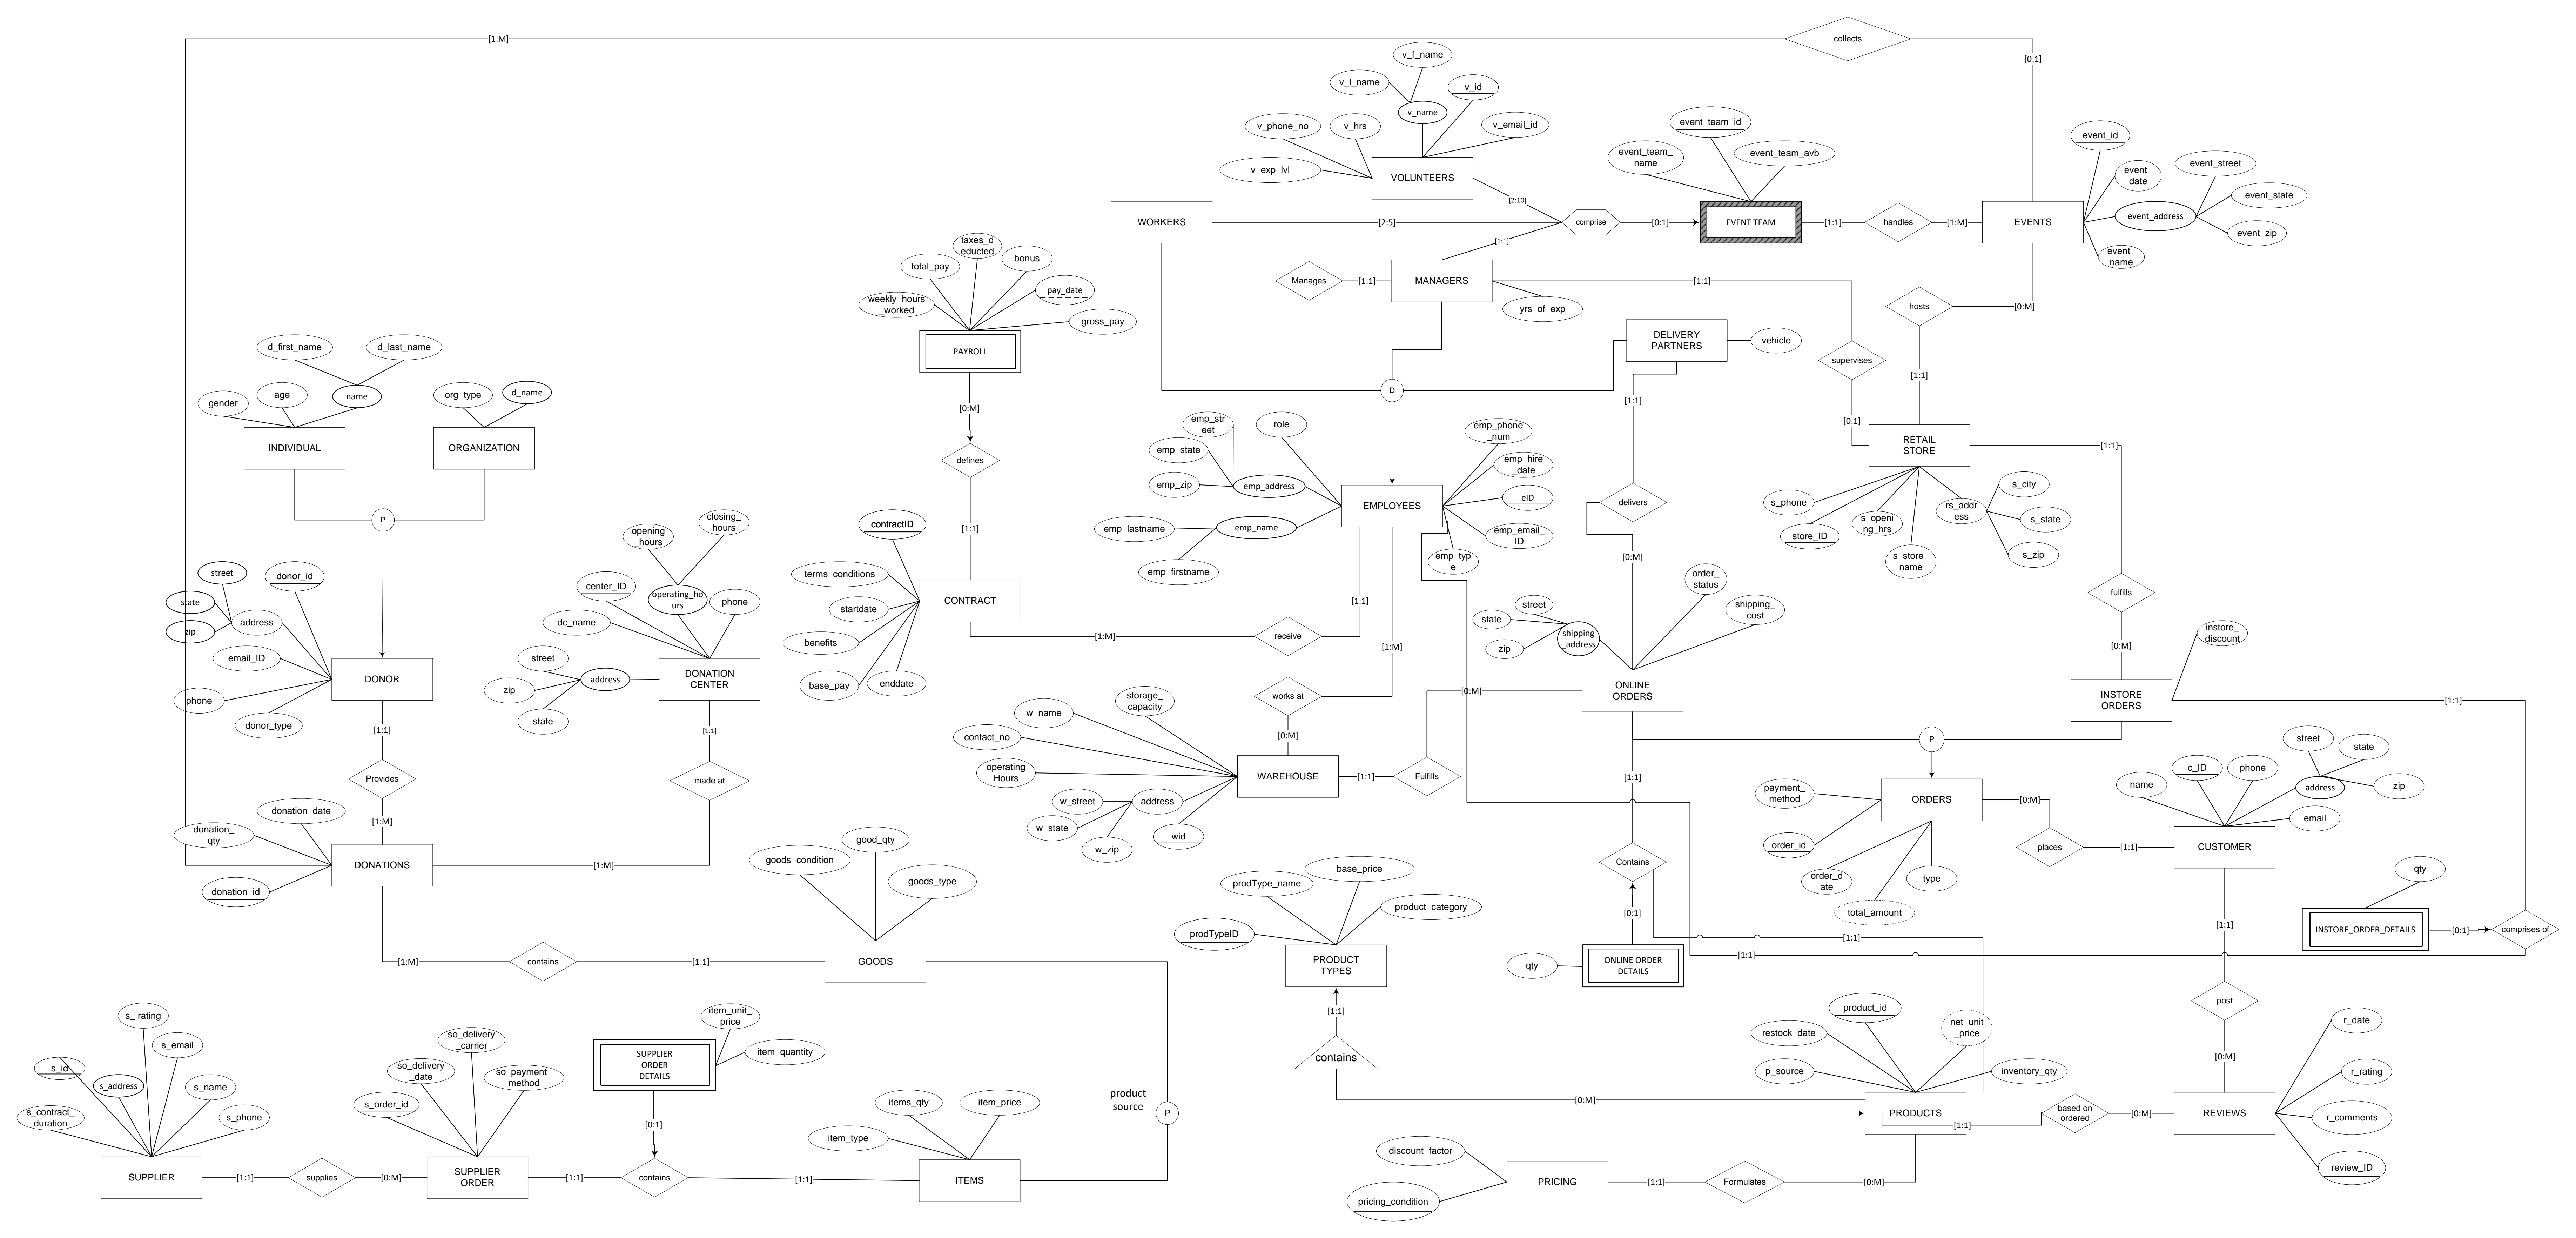 [1:M]
collects
[0:1]
v_f_name
v_l_name
v_id
v_name
v_phone_no
v_hrs
v_email_id
v_exp_lvl
VOLUNTEERS
[2:10]
event_team_id
event_team_
name
event_team_avb
event_id
event_
date
event_street
event_state
event_address
event_zip
event_
name
WORKERS
[2:5]
comprise
[0:1]
EVENT TEAM
[1:1]
handles
[1:M]
EVENTS
[1:1]
Manages
[1:1]
MANAGERS
[1:1]
yrs_of_exp
hosts
[0:M]
taxes_d
educted
total_pay
bonus
weekly_hours
_worked
pay_date
gross_pay
PAYROLL
DELIVERY
PARTNERS
vehicle
supervises
[1:1]
D
[1:1]
[0:M]
[0:1]
d_first_name
d_last_name
gender
age
name
org_type
d_name
INDIVIDUAL
ORGANIZATION
defines
emp_str
eet
role
emp_phone
_num
emp_state
emp_hire
_date
emp_zip
emp_address
eID
EMPLOYEES
emp_lastname
emp_name
emp_email_
ID
emp_typ
e
emp_firstname
delivers
[0:M]
RETAIL
STORE
[1:1]
s_phone
store_ID
s_openi
ng_hrs
s_store_
name
rs_addr
ess
s_city
s_state
s_zip
fulfills
[0:M]
P
closing_
hours
opening
_hours
contractID
[1:1]
street
donor_id
state
zip
address
email_ID
phone
donor_type
DONOR
center_ID
operating_ho
urs
phone
dc_name
street
zip
address
state
DONATION
CENTER
terms_conditions
startdate
benefits
base_pay
enddate
CONTRACT
[1:M]
receive
[1:1]
[1:M]
order_
status
street
state
shipping
_address
zip
shipping_
cost
instore_
discount
ONLINE
ORDERS
INSTORE
ORDERS
[1:1]
[0:M]
works at
[0:M]
storage_
capacity
w_name
contact_no
operating
Hours
w_street
address
w_state
w_zip
wid
WAREHOUSE
[1:1]
Fulfills
[1:1]
[1:1]
Provides
[1:M]
[1:1]
made at
[1:M]
P
payment_
method
ORDERS
[0:M]
order_id
order_d
ate
type
total_amount
places
[1:1]
street
state
c_ID
phone
name
address
zip
email
CUSTOMER
donation_date
donation_
qty
DONATIONS
donation_id
good_qty
goods_condition
goods_type
GOODS
[1:M]
contains
[1:1]
base_price
prodType_name
product_category
prodTypeID
PRODUCT
TYPES
Contains
[0:1]
qty
ONLINE ORDER
DETAILS
[1:1]
[1:1]
[1:1]
qty
INSTORE_ORDER_DETAILS
[0:1]
comprises of
post
[0:M]
[1:1]
contains
[0:M]
product_id
restock_date
net_unit
_price
p_source
inventory_qty
PRODUCTS
[1:1]
based on
ordered
[0:M]
REVIEWS
r_date
r_rating
r_comments
review_ID
s_ rating
s_id
s_email
s_address
s_name
s_contract_
duration
s_phone
SUPPLIER
[1:1]
supplies
[0:M]
so_delivery
_carrier
so_delivery
_date
so_payment_
method
s_order_id
SUPPLIER
ORDER
[1:1]
SUPPLIER
ORDER
DETAILS
item_unit_
price
item_quantity
[0:1]
contains
[1:1]
items_qty
item_price
item_type
ITEMS
product
source
P
discount_factor
pricing_condition
PRICING
[1:1]
Formulates
[0:M]